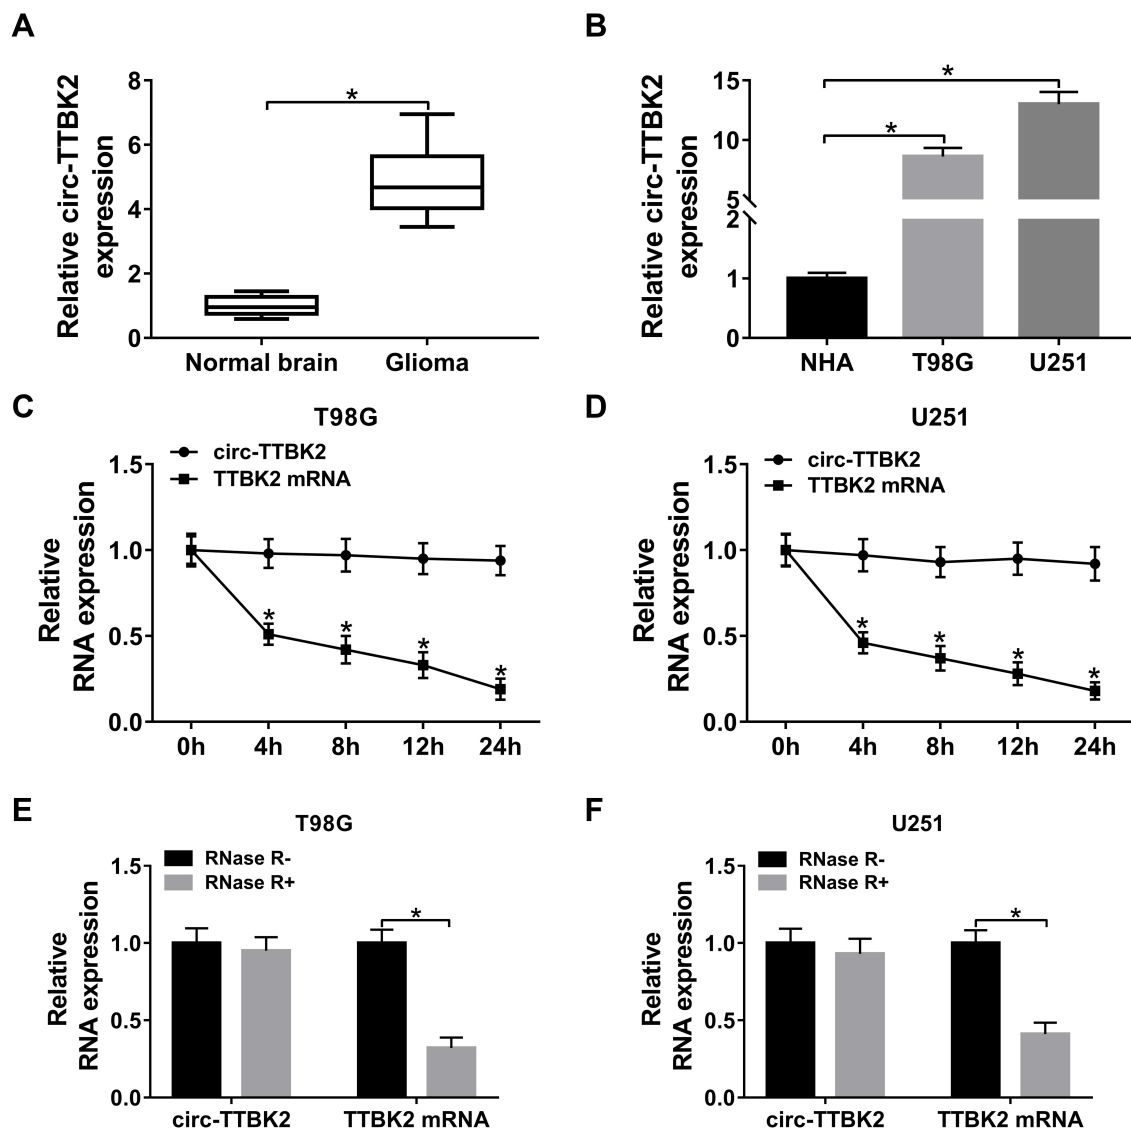 A
Relative circ-TTBK2
expression
8
6
4
2
0
*
Normal brain
Glioma
B
Relative circ-TTBK2
expression
15
10
5
2
1
0
*
*
NHA
T98G
U251
C
T98G
circ-TTBK2
TTBK2 mRNA
Relative
RNA expression
1.5
1.0
0.5
0.0
*
*
*
*
0h
4h
8h
12h
24h
D
U251
circ-TTBK2
TTBK2 mRNA
Relative
RNA expression
1.5
1.0
0.5
0.0
*
*
*
*
0h
4h
8h
12h
24h
E
T98G
RNase R-
RNase R+
Relative
RNA expression
1.5
1.0
0.5
0.0
*
circ-TTBK2
TTBK2 mRNA
F
U251
RNase R-
RNase R+
Relative
RNA expression
1.5
1.0
0.5
0.0
*
circ-TTBK2
TTBK2 mRNA